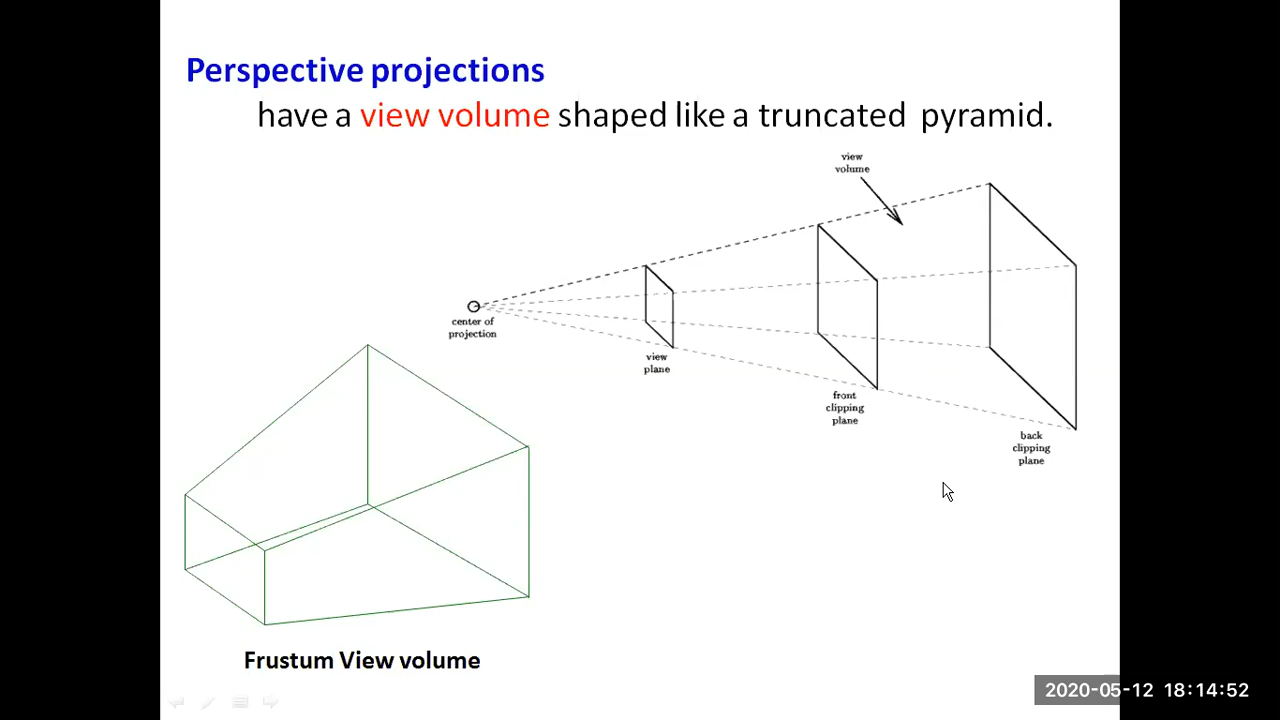 Perspective projections
have a view volume shaped like a truncated pyramid.
view
volume
center of
projection
view
plane
front
clipping
plane
back
clipping
plane
Frustum View volume
2020-05-12 18:14:52